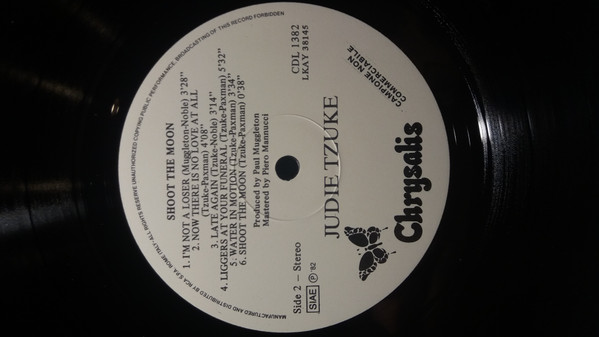 MANUFACTURED AND DISTRIBUTED BY RCA S.P.A. ROME ITALY-ALL RIGHTS RESERVE UNAUTHORIZED COPYING PUBLIC PERFORMANCE, BROADCASTING OF THIS RECORD FORBIDDEN
SHOOT THE MOON
1. I'M NOT A LOSER (Muggleton-Noble) 3'28"
2. NOW THERE IS NO LOVE AT ALL
(Tzuke-Paxman) 4'08"
3. LATE AGAIN (Tzuke-Noble) 3'14"
4. LIGGERS AT YOUR FUNERAL (Tzuke-Paxman) 5'32"
5. WATER IN MOTION (Tzuke-Paxman) 3'34"
6. SHOOT THE MOON (Tzuke-Paxman) 0'38"
Produced by Paul Muggleton
Mastered by Piero Mannucci
Side 2 – Stereo
SIAE P '82
CDL 1382
LKAY 38145
JUDIE TZUKE
Chrysalis
CAMPIONE NON
COMMERCIABILE